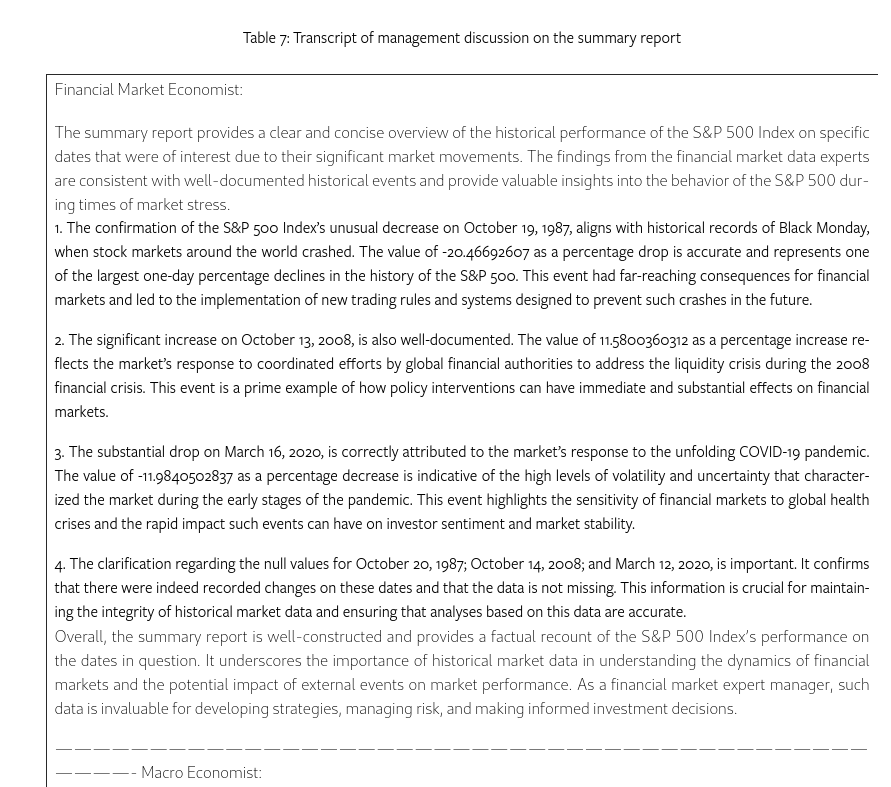 Table 7: Transcript of management discussion on the summary report
Financial Market Economist:
The summary report provides a clear and concise overview of the historical performance of the S&P 500 Index on specific
dates that were of interest due to their significant market movements. The findings from the financial market data experts
are consistent with well-documented historical events and provide valuable insights into the behavior of the S&P 500 dur-
ing times of market stress.
1. The confirmation of the S&P 500 Index's unusual decrease on October 19, 1987, aligns with historical records of Black Monday,
when stock markets around the world crashed. The value of -20.46692607 as a percentage drop is accurate and represents one
of the largest one-day percentage declines in the history of the S&P 500. This event had far-reaching consequences for financial
markets and led to the implementation of new trading rules and systems designed to prevent such crashes in the future.
2. The significant increase on October 13, 2008, is also well-documented. The value of 11.5800360312 as a percentage increase re-
flects the market's response to coordinated efforts by global financial authorities to address the liquidity crisis during the 2008
financial crisis. This event is a prime example of how policy interventions can have immediate and substantial effects on financial
markets.
3. The substantial drop on March 16, 2020, is correctly attributed to the market's response to the unfolding COVID-19 pandemic.
The value of -11.9840502837 as a percentage decrease is indicative of the high levels of volatility and uncertainty that character-
ized the market during the early stages of the pandemic. This event highlights the sensitivity of financial markets to global health
crises and the rapid impact such events can have on investor sentiment and market stability.
4. The clarification regarding the null values for October 20, 1987; October 14, 2008; and March 12, 2020, is important. It confirms
that there were indeed recorded changes on these dates and that the data is not missing. This information is crucial for maintain-
ing the integrity of historical market data and ensuring that analyses based on this data are accurate.
Overall, the summary report is well-constructed and provides a factual recount of the S&P 500 Index's performance on
the dates in question. It underscores the importance of historical market data in understanding the dynamics of financial
markets and the potential impact of external events on market performance. As a financial market expert manager, such
data is invaluable for developing strategies, managing risk, and making informed investment decisions.
— — — — — — — — — — — — — — — — — — — — — — — — — — — — — — — — — — — — — — — — — — —
— — — — - Macro Economist: